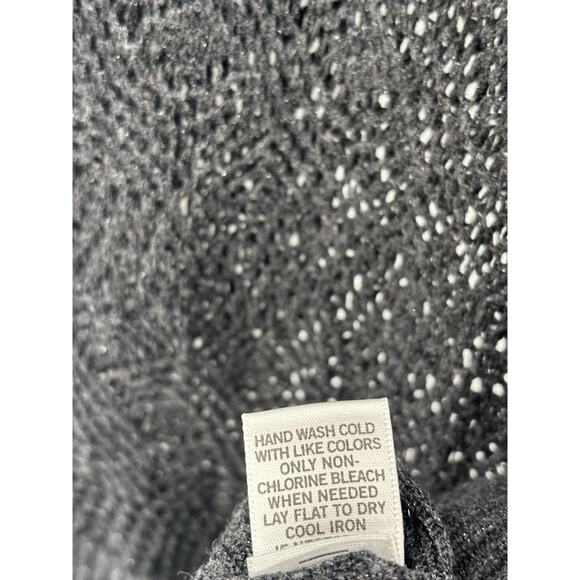 HAND WASH COLD
WITH LIKE COLORS
ONLY NON-
CHLORINE BLEACH
WHEN NEEDED
LAY FLAT TO DRY
COOL IRON